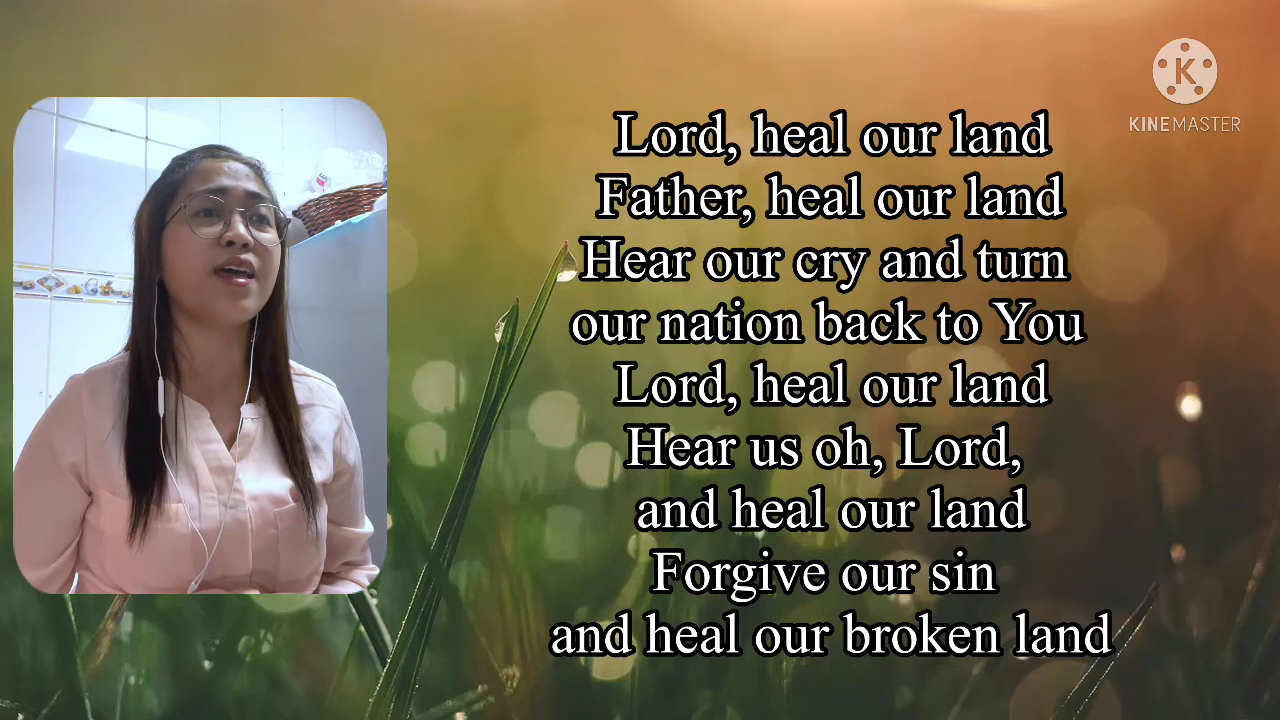 Lord, heal our land
Father, heal our land
Hear our cry and turn
our nation back to You
Lord, heal our land
Hear us oh, Lord,
and heal our land
Forgive our sin
and heal our broken land
K
KINEMASTER